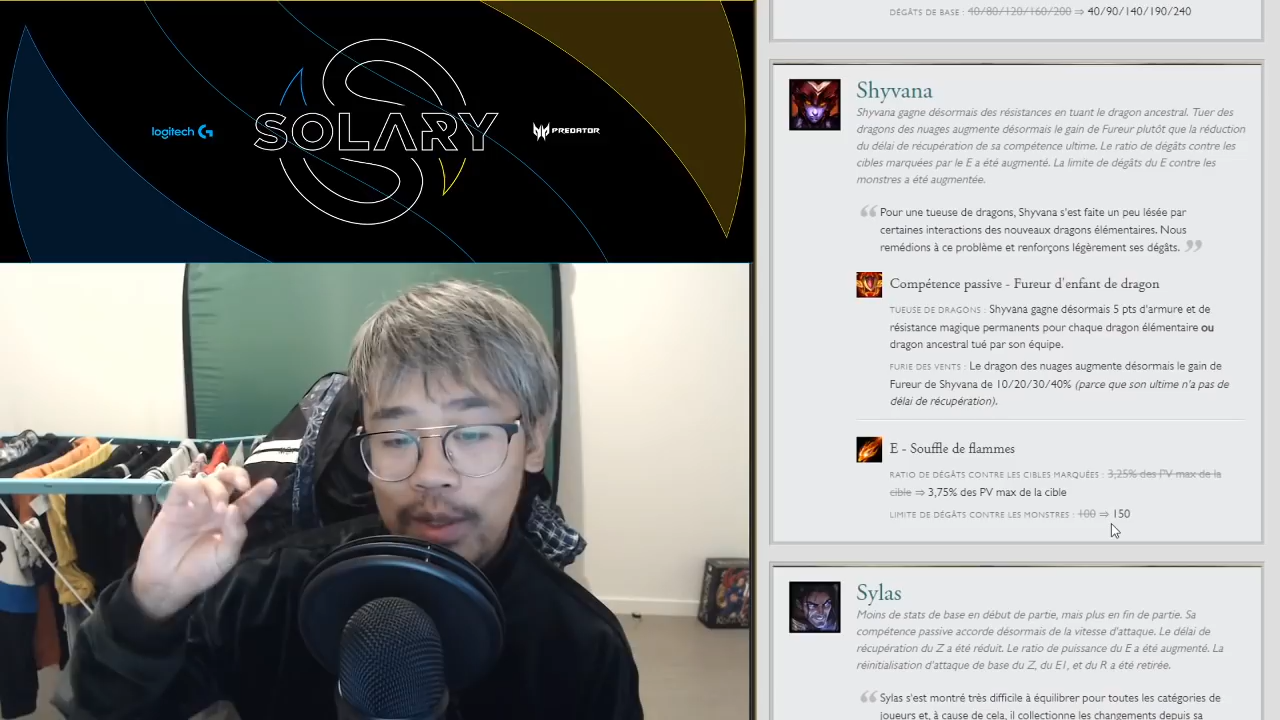 logitech G
SOLARY
PREDATOR
DÉGÂTS DE BASE : 40/80/120/160/200 ⇒ 40/90/140/190/240
Shyvana
Shyvana gagne désormais des résistances en tuant le dragon ancestral. Tuer des
dragons des nuages augmente désormais le gain de Fureur plutôt que la réduction
du délai de récupération de sa compétence ultime. Le ratio de dégâts contre les
cibles marquées par le E a été augmenté. La limite de dégâts du E contre les
monstres a été augmentée.
“ Pour une tueuse de dragons, Shyvana s'est faite un peu lésée par
certaines interactions des nouveaux dragons élémentaires. Nous
remédions à ce problème et renforçons légèrement ses dégâts. ”
Compétence passive - Fureur d'enfant de dragon
TUEUSE DE DRAGONS : Shyvana gagne désormais 5 pts d'armure et de
résistance magique permanents pour chaque dragon élémentaire ou
dragon ancestral tué par son équipe.
FURIE DES VENTS : Le dragon des nuages augmente désormais le gain de
Fureur de Shyvana de 10/20/30/40% (parce que son ultime n'a pas de
délai de récupération).
E - Souffle de flammes
RATIO DE DÉGÂTS CONTRE LES CIBLES MARQUÉES : 3,25% des PV max de la
cible ⇒ 3,75% des PV max de la cible
LIMITE DE DÉGÂTS CONTRE LES MONSTRES : 100 ⇒ 150
Sylas
Moins de stats de base en début de partie, mais plus en fin de partie. Sa
compétence passive accorde désormais de la vitesse d'attaque. Le délai de
récupération du Z a été réduit. Le ratio de puissance du E a été augmenté. La
réinitialisation d'attaque de base du Z, du E1, et du R a été retirée.
“ Sylas s'est montré très difficile à équilibrer pour toutes les catégories de
joueurs et, à cause de cela, il collectionne les changements depuis sa